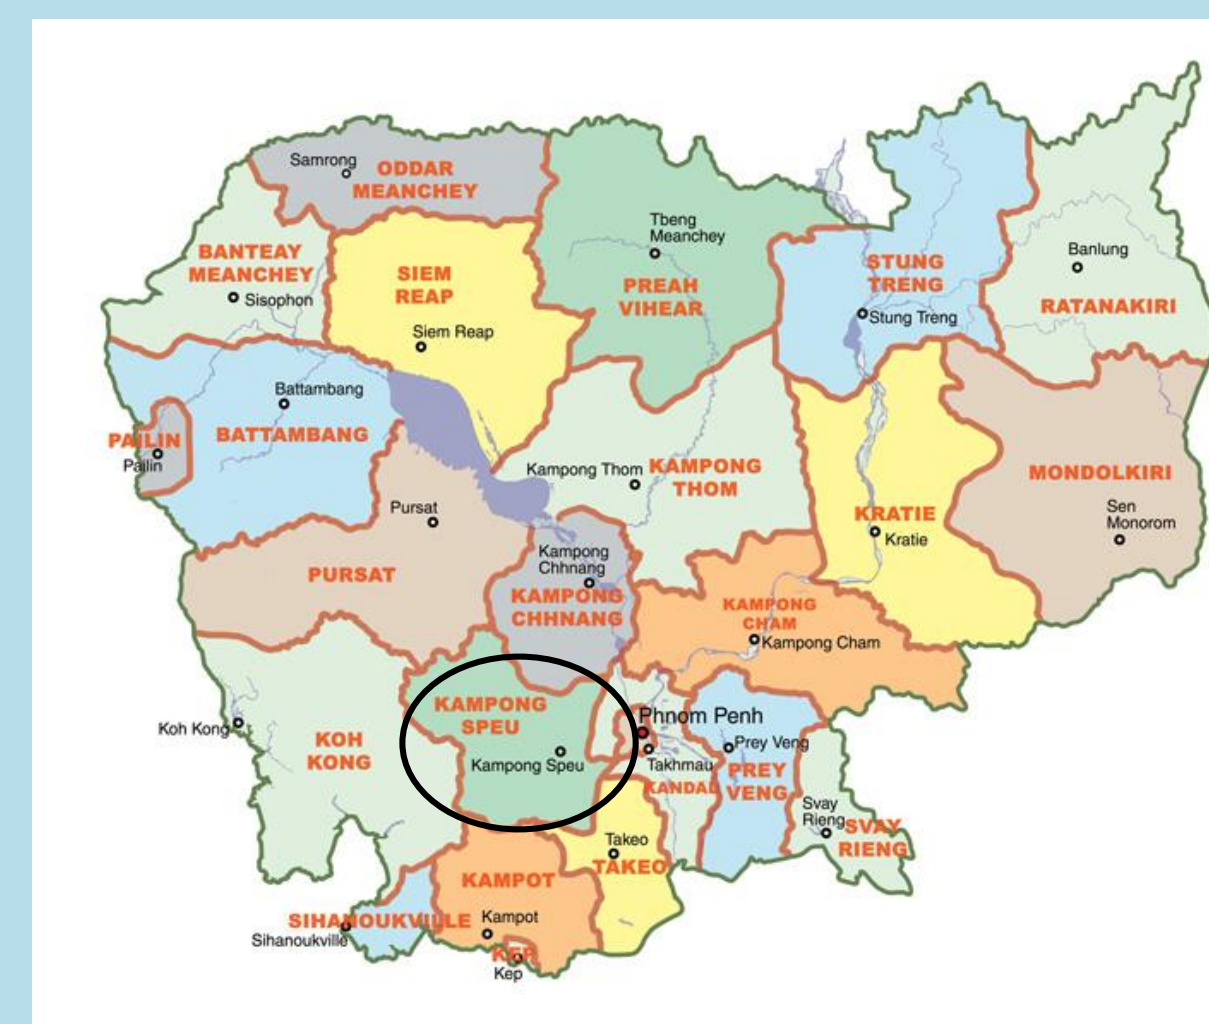 Samrong
ODDAR
MEANCHEY
Tbeng
Meanchey
BANTEAY
MEANCHEY
Sisophon
SIEM
REAP
Siem Reap
PREAH
VIHEAR
STUNG
TRENG
Stung Treng
Banlung
RATANAKIRI
Battambang
BATTAMBANG
PAILIN
Pailin
Kampong Thom
KAMPONG
THOM
MONDOLKIRI
Sen
Monorom
Pursat
PURSAT
KRATIE
Kratie
Kampong
Chhnang
KAMPONG
CHHNANG
KAMPONG
CHAM
Kampong Cham
KAMPONG
SPEU
Kampong Speu
Koh Kong
KOH
KONG
Phnom Penh
Takhmau
KANDAL
Prey Veng
PREY
VENG
Svay
Rieng
SVAY
RIENG
Takeo
TAKEO
KAMPOT
Kampot
SIHANOUKVILLE
Sihanoukville
KEP
Kep